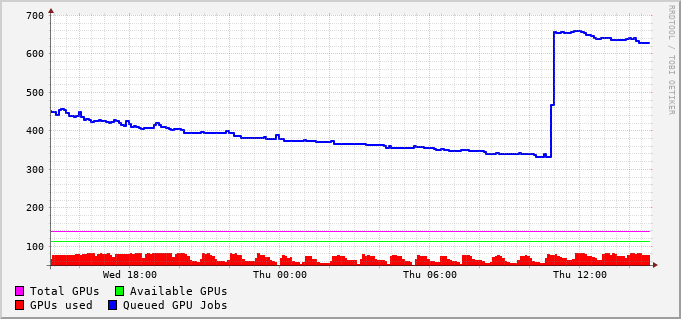 700
600
500
400
300
200
100
Wed 18:00 Thu 00:00 Thu 06:00 Thu 12:00
Total GPUs Available GPUs
GPUs used Queued GPU Jobs
RRDTOOL / TOBI OETIKER